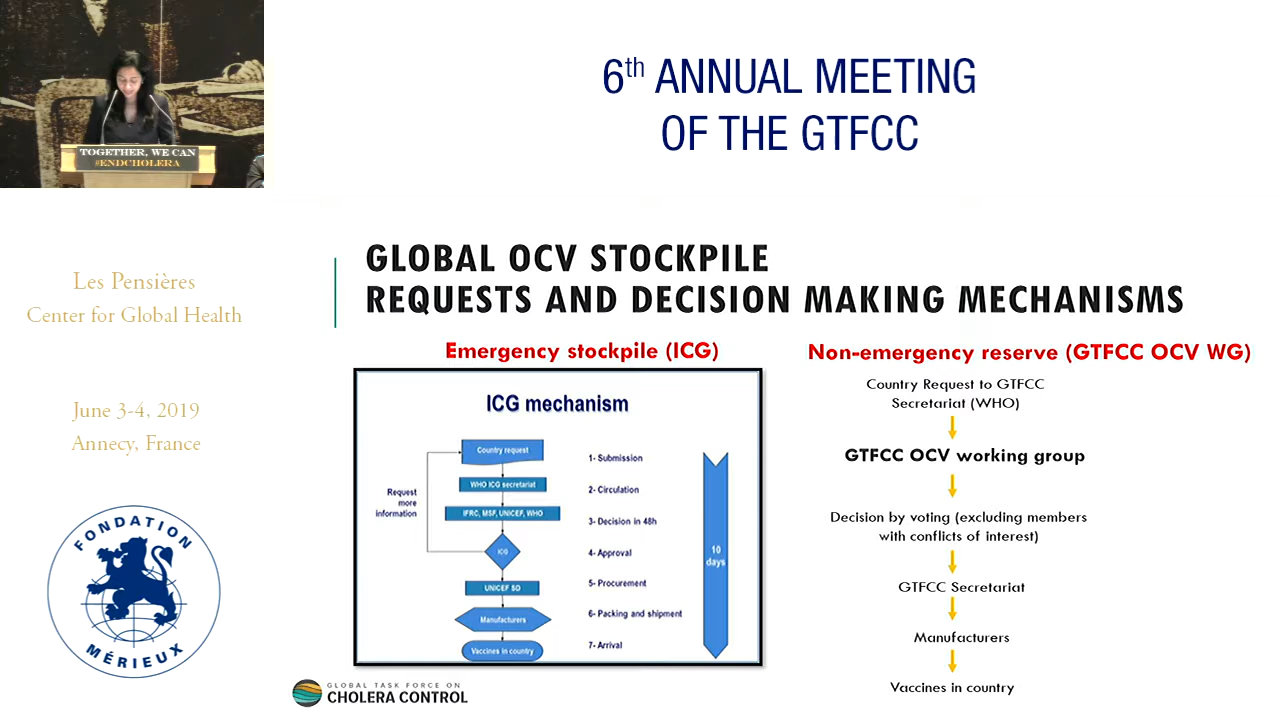 TOGETHER, WE CAN
#ENDCHOLERA
6th ANNUAL MEETING
OF THE GTFCC
Les Pensières
Center for Global Health
June 3-4, 2019
Annecy, France
FONDATION
MÉRIEUX
GLOBAL OCV STOCKPILE
REQUESTS AND DECISION MAKING MECHANISMS
Emergency stockpile (ICG)
ICG mechanism
Country request
WHO ICG secretariat
IFRC, MSF, UNICEF, WHO
ICG
UNICEF SD
Manufacturers
Vaccines in country
Request
more
information
1- Submission
2- Circulation
3- Decision in 48h
4- Approval
5- Procurement
6- Packing and shipment
7- Arrival
10
days
Non-emergency reserve (GTFCC OCV WG)
Country Request to GTFCC
Secretariat (WHO)
GTFCC OCV working group
Decision by voting (excluding members
with conflicts of interest)
GTFCC Secretariat
Manufacturers
Vaccines in country
GLOBAL TASK FORCE ON
CHOLERA CONTROL